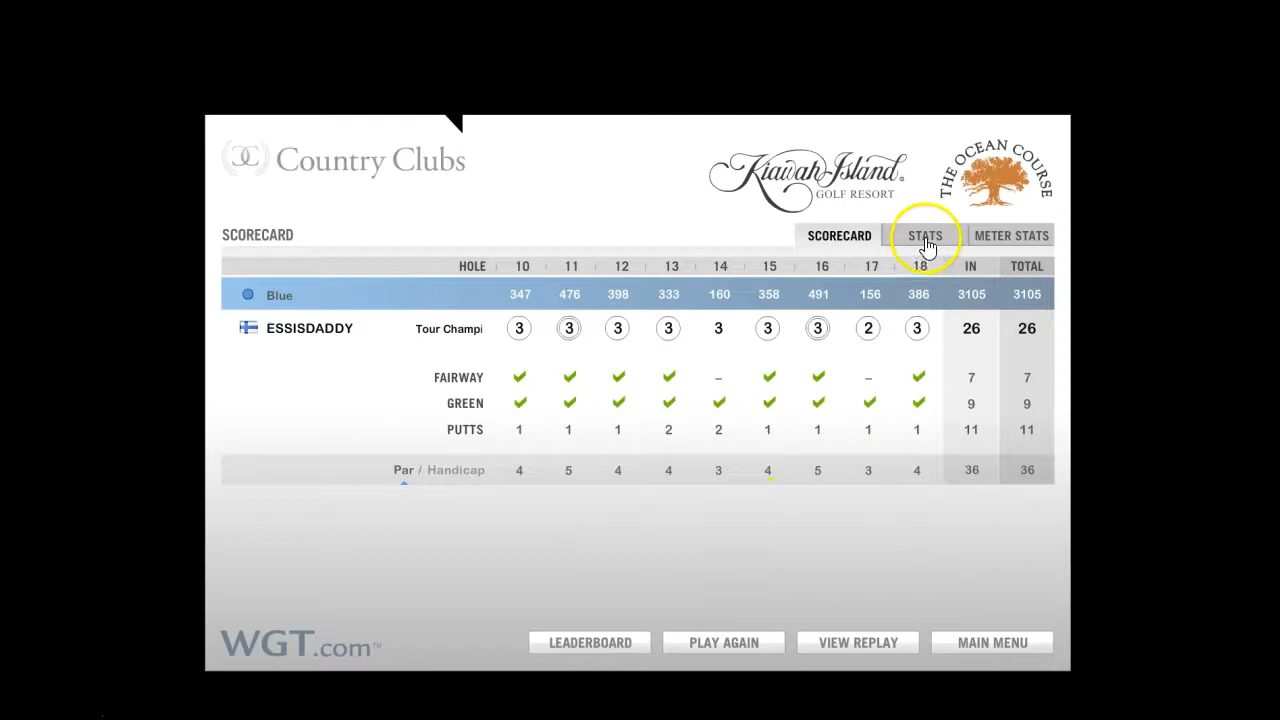 CC Country Clubs
Kiawah Island
GOLF RESORT
THE OCEAN COURSE
SCORECARD
SCORECARD STATS METER STATS
HOLE 10 11 12 13 14 15 16 17 18 IN TOTAL
Blue 347 476 398 333 160 358 491 156 386 3105 3105
ESSISDADDY Tour Champi 3 3 3 3 3 3 3 2 3 26 26
FAIRWAY – – 7 7
GREEN 9 9
PUTTS 1 1 1 2 2 1 1 1 1 11 11
Par / Handicap 4 5 4 4 3 4 5 3 4 36 36
WGT.com™ LEADERBOARD PLAY AGAIN VIEW REPLAY MAIN MENU